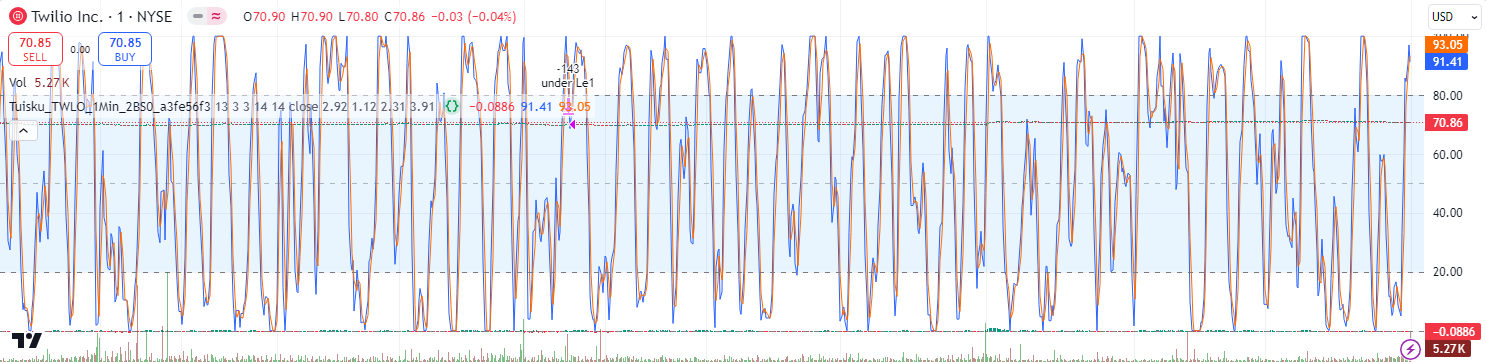 Twilio Inc. · 1 · NYSE O70.90 H70.90 L70.80 C70.86 −0.03 (−0.04%)
USD
70.85 SELL
0.00
70.85 BUY
93.05
91.41
Vol 5.27K
-143
under Le1
80.00
Tuisku_TWLO_1Min_2BS0_a3fe56f3 13 3 3 14 14 close 2.92 1.12 2.31 3.91 {} −0.0886 91.41 93.05
70.86
60.00
40.00
20.00
−0.0886
5.27K